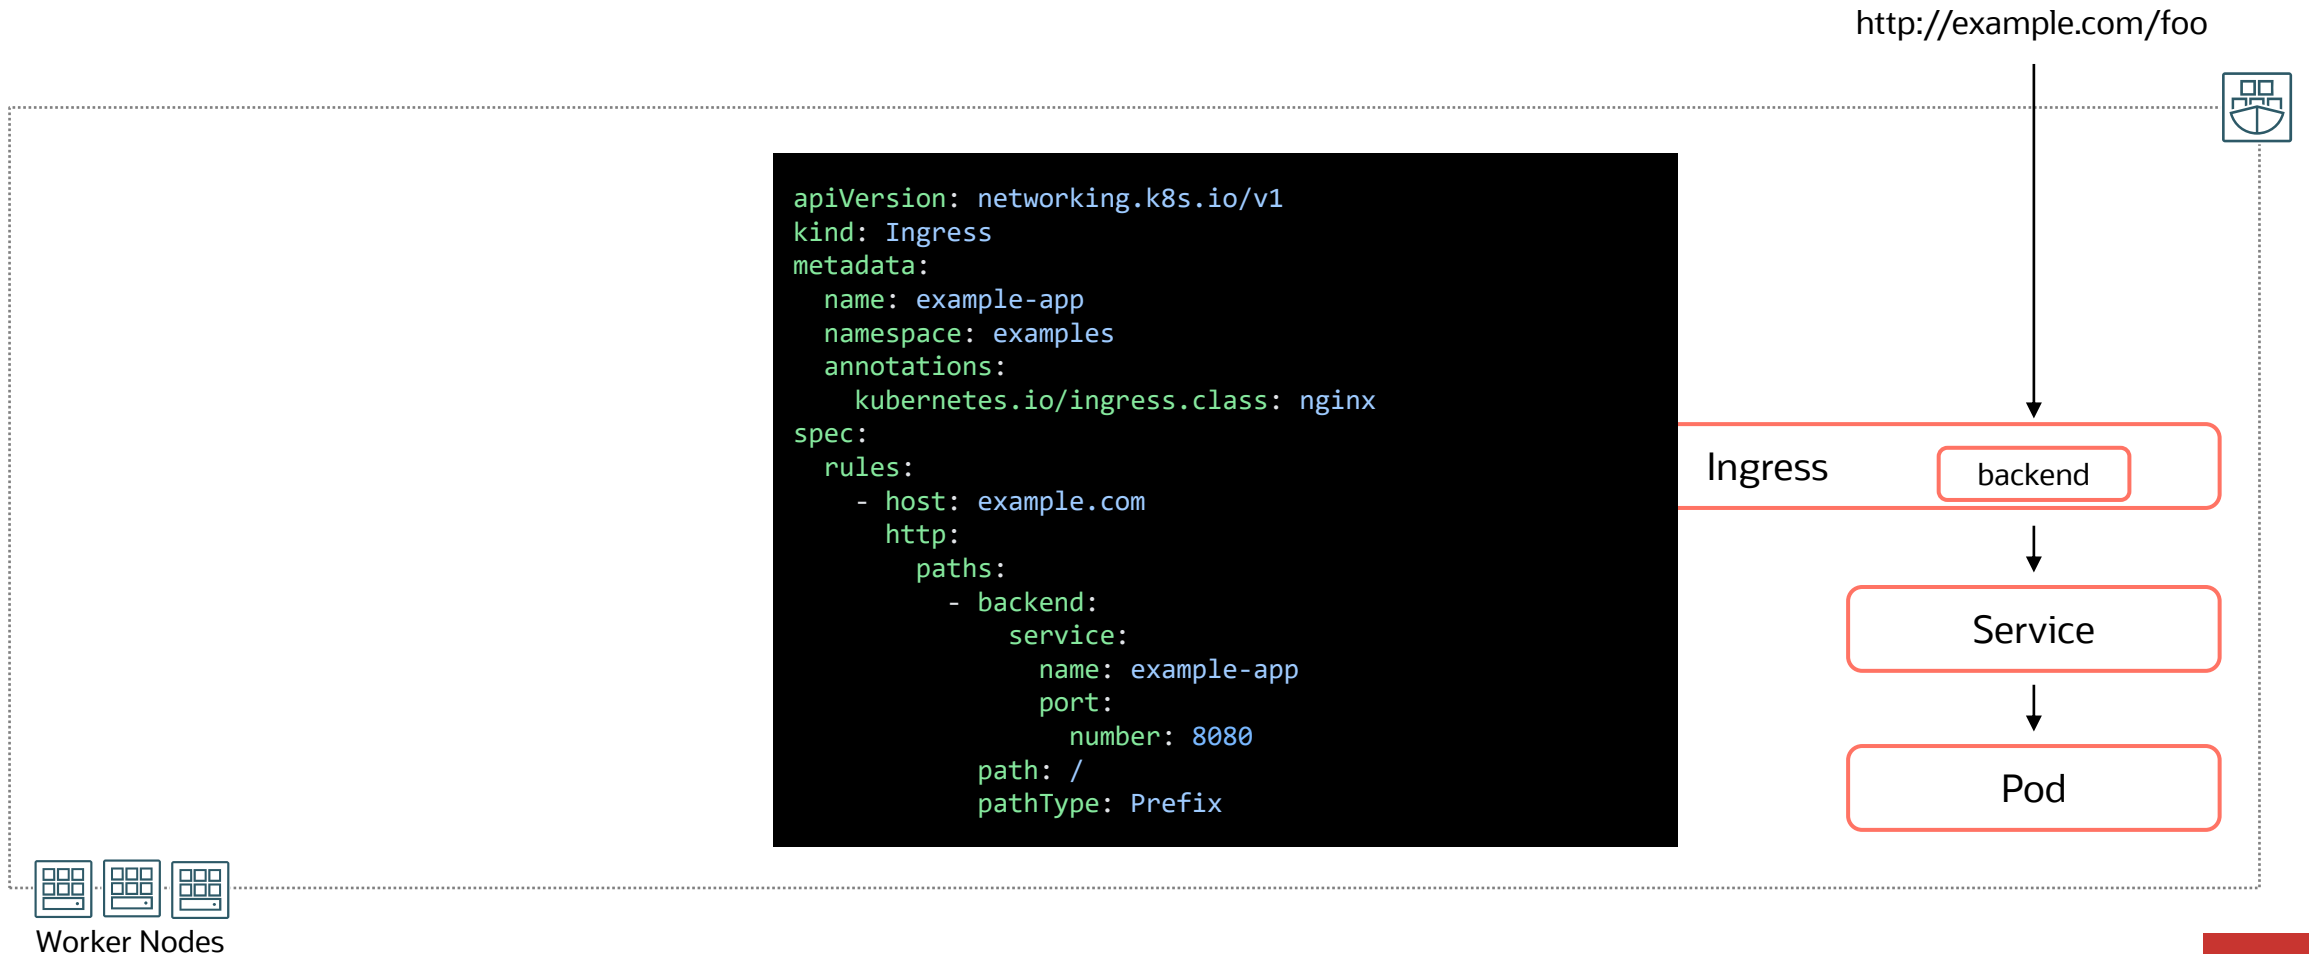 http://example.com/foo
apiVersion: networking.k8s.io/v1
kind: Ingress
metadata:
  name: example-app
  namespace: examples
  annotations:
    kubernetes.io/ingress.class: nginx
spec:
  rules:
    - host: example.com
      http:
        paths:
          - backend:
              service:
                name: example-app
                port:
                  number: 8080
            path: /
            pathType: Prefix
Ingress
backend
Service
Pod
Worker Nodes